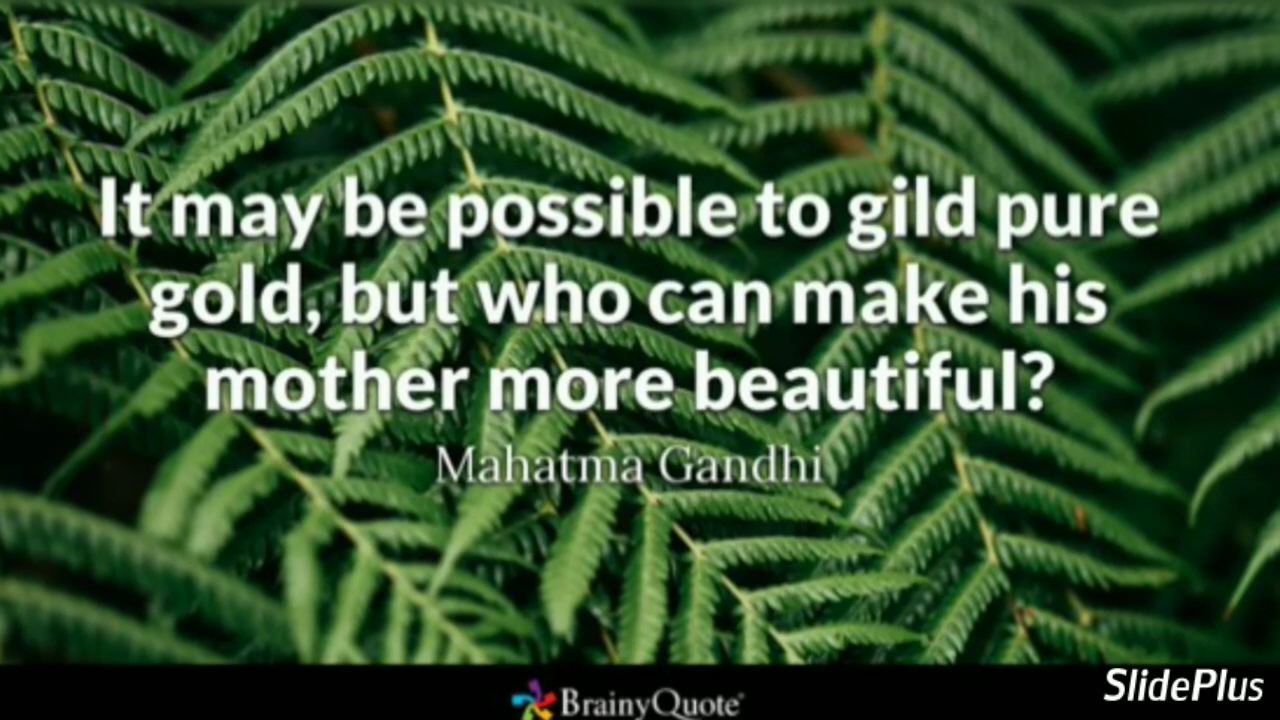 It may be possible to gild pure
gold, but who can make his
mother more beautiful?
Mahatma Gandhi
BrainyQuote®
SlidePlus